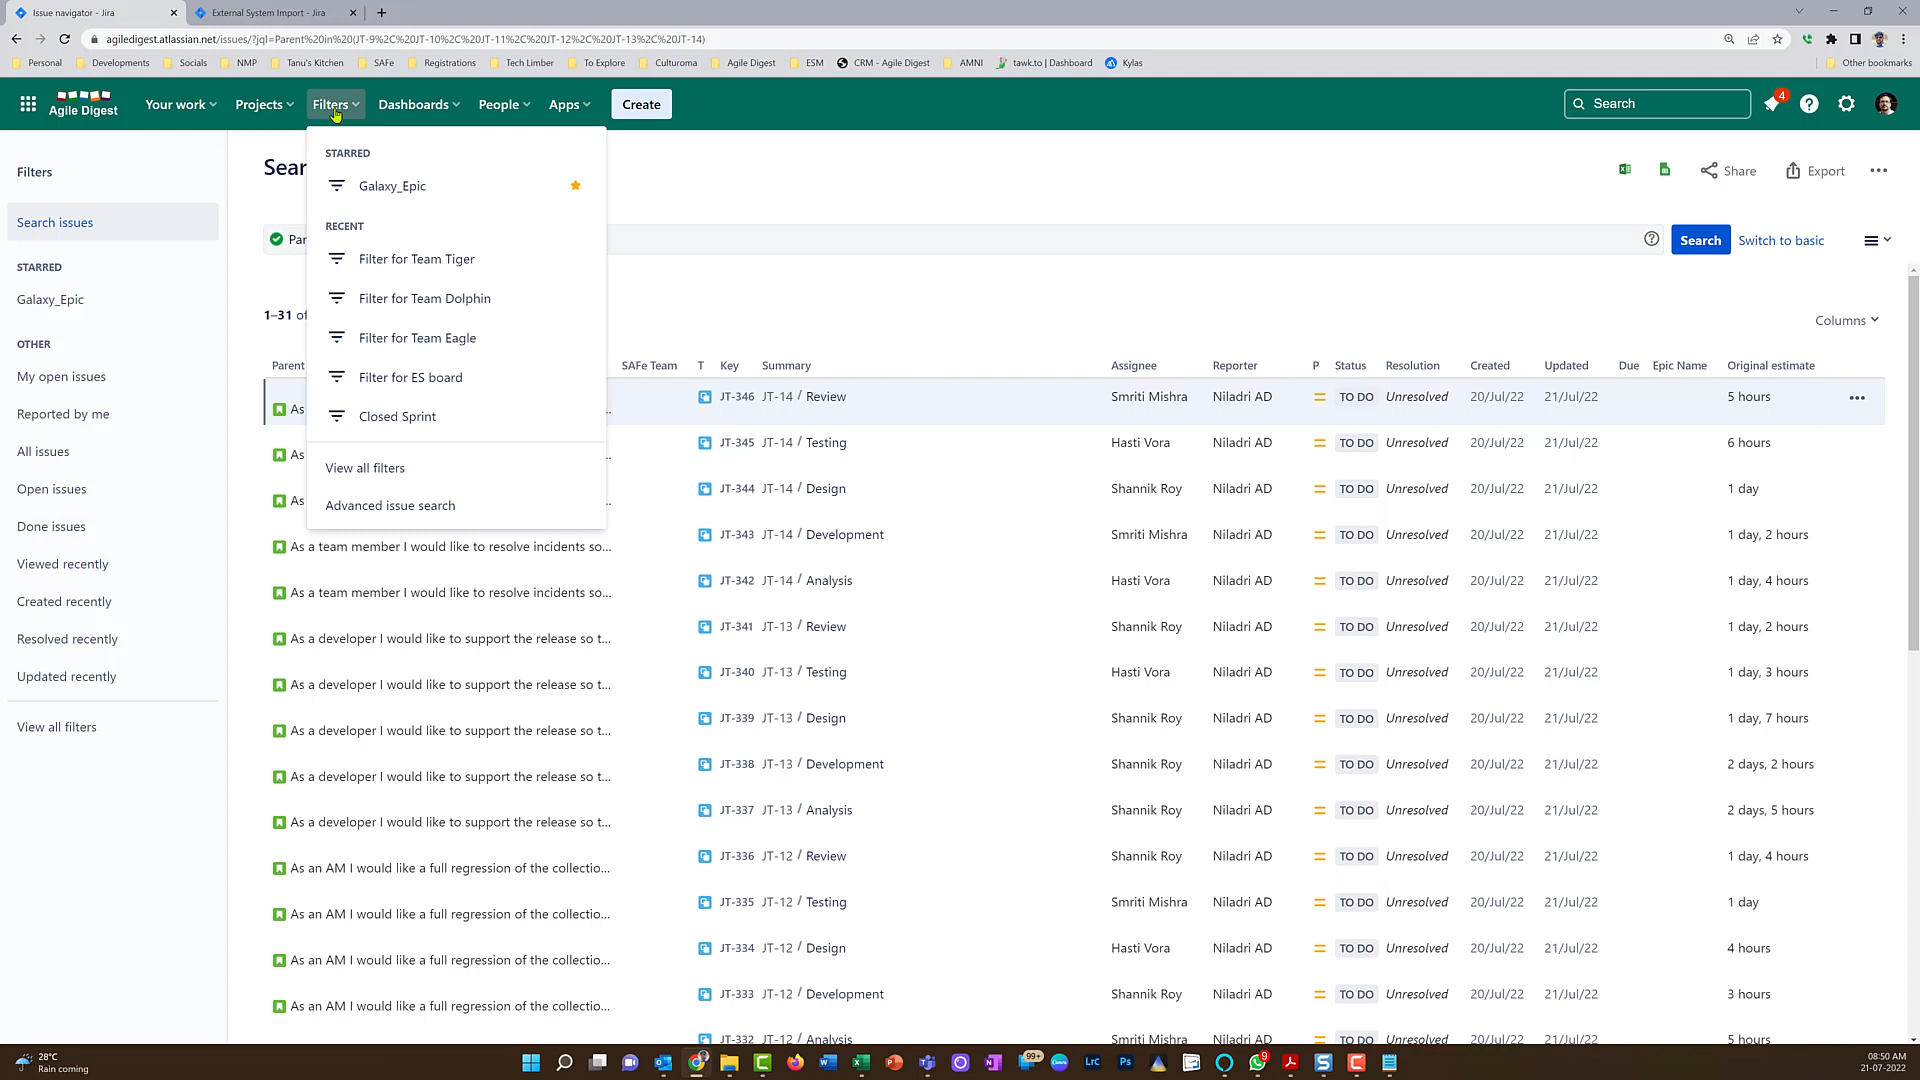 Issue navigator - Jira
External System Import - Jira
agiledigest.atlassian.net/issues/?jql=Parent%20in%20(JT-9%2C%20JT-10%2C%20JT-11%2C%20JT-12%2C%20JT-13%2C%20JT-14)
Personal Developments Socials NMP Tanu's Kitchen SAFe Registrations Tech Limber To Explore Culturoma Agile Digest ESM CRM - Agile Digest AMNI tawk.to | Dashboard Kylas Other bookmarks
Agile Digest Your work Projects Filters Dashboards People Apps Create Search 4
Filters
Search issues
STARRED
Galaxy_Epic
OTHER
My open issues
Reported by me
All issues
Open issues
Done issues
Viewed recently
Created recently
Resolved recently
Updated recently
View all filters
STARRED
Galaxy_Epic
RECENT
Filter for Team Tiger
Filter for Team Dolphin
Filter for Team Eagle
Filter for ES board
Closed Sprint
View all filters
Advanced issue search
Sear
Share Export
Par
Search Switch to basic
1–31 of
Columns
Parent SAFe Team T Key Summary Assignee Reporter P Status Resolution Created Updated Due Epic Name Original estimate
As ... JT-346 JT-14 / Review Smriti Mishra Niladri AD TO DO Unresolved 20/Jul/22 21/Jul/22 5 hours
As ... JT-345 JT-14 / Testing Hasti Vora Niladri AD TO DO Unresolved 20/Jul/22 21/Jul/22 6 hours
As ... JT-344 JT-14 / Design Shannik Roy Niladri AD TO DO Unresolved 20/Jul/22 21/Jul/22 1 day
As a team member I would like to resolve incidents so... JT-343 JT-14 / Development Smriti Mishra Niladri AD TO DO Unresolved 20/Jul/22 21/Jul/22 1 day, 2 hours
As a team member I would like to resolve incidents so... JT-342 JT-14 / Analysis Hasti Vora Niladri AD TO DO Unresolved 20/Jul/22 21/Jul/22 1 day, 4 hours
As a developer I would like to support the release so t... JT-341 JT-13 / Review Shannik Roy Niladri AD TO DO Unresolved 20/Jul/22 21/Jul/22 1 day, 2 hours
As a developer I would like to support the release so t... JT-340 JT-13 / Testing Hasti Vora Niladri AD TO DO Unresolved 20/Jul/22 21/Jul/22 1 day, 3 hours
As a developer I would like to support the release so t... JT-339 JT-13 / Design Shannik Roy Niladri AD TO DO Unresolved 20/Jul/22 21/Jul/22 1 day, 7 hours
As a developer I would like to support the release so t... JT-338 JT-13 / Development Shannik Roy Niladri AD TO DO Unresolved 20/Jul/22 21/Jul/22 2 days, 2 hours
As a developer I would like to support the release so t... JT-337 JT-13 / Analysis Shannik Roy Niladri AD TO DO Unresolved 20/Jul/22 21/Jul/22 2 days, 5 hours
As an AM I would like a full regression of the collectio... JT-336 JT-12 / Review Shannik Roy Niladri AD TO DO Unresolved 20/Jul/22 21/Jul/22 1 day, 4 hours
As an AM I would like a full regression of the collectio... JT-335 JT-12 / Testing Smriti Mishra Niladri AD TO DO Unresolved 20/Jul/22 21/Jul/22 1 day
As an AM I would like a full regression of the collectio... JT-334 JT-12 / Design Hasti Vora Niladri AD TO DO Unresolved 20/Jul/22 21/Jul/22 4 hours
As an AM I would like a full regression of the collectio... JT-333 JT-12 / Development Shannik Roy Niladri AD TO DO Unresolved 20/Jul/22 21/Jul/22 3 hours
JT-332 JT-12 / Analysis Smriti Mishra Niladri AD TO DO Unresolved 20/Jul/22 21/Jul/22 5 hours
28°C
Rain coming
99+
LrC
Ps
9
08:50 AM
21-07-2022